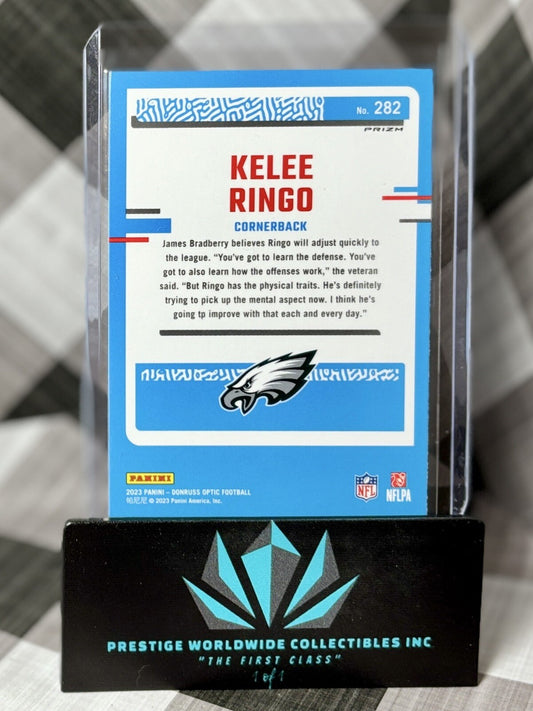 No. 282
PRIZM
KELEE
RINGO
CORNERBACK
James Bradberry believes Ringo will adjust quickly to
the league. “You’ve got to learn the defense. You’ve
got to also learn how the offenses work,” the veteran
said. “But Ringo has the physical traits. He’s definitely
trying to pick up the mental aspect now. I think he’s
going tp improve with that each and every day.”
PANINI
2023 PANINI – DONRUSS OPTIC FOOTBALL
帕尼尼 © 2023 Panini America, Inc.
NFL
NFLPA
PRESTIGE WORLDWIDE COLLECTIBLES INC
"THE FIRST CLASS"
1 of 1